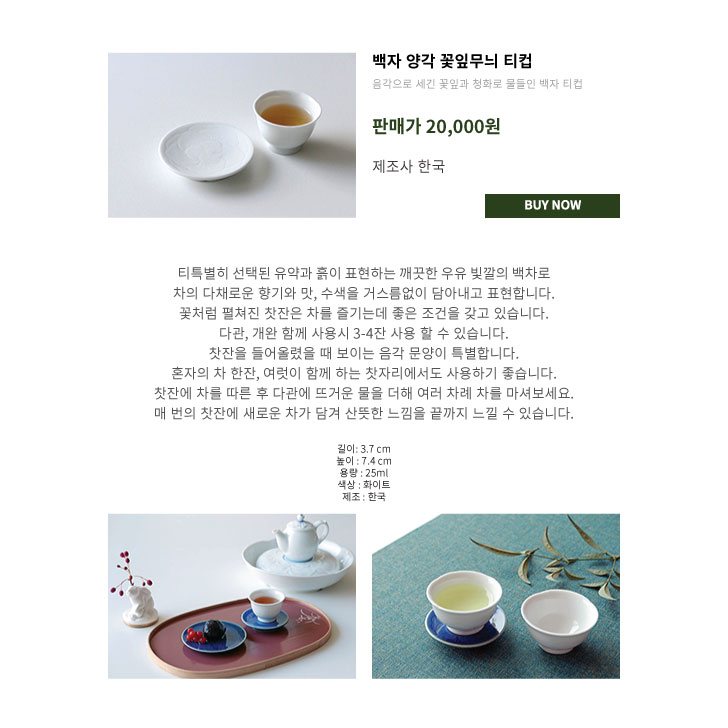 백자 양각 꽃잎무늬 티컵
음각으로 세긴 꽃잎과 청화로 물들인 백자 티컵
판매가 20,000원
제조사 한국
BUY NOW
티특별히 선택된 유약과 흙이 표현하는 깨끗한 우유 빛깔의 백차로
차의 다채로운 향기와 맛, 수색을 거스름없이 담아내고 표현합니다.
꽃처럼 펼쳐진 찻잔은 차를 즐기는데 좋은 조건을 갖고 있습니다.
다관, 개완 함께 사용시 3-4잔 사용 할 수 있습니다.
찻잔을 들어올렸을 때 보이는 음각 문양이 특별합니다.
혼자의 차 한잔, 여럿이 함께 하는 찻자리에서도 사용하기 좋습니다.
찻잔에 차를 따른 후 다관에 뜨거운 물을 더해 여러 차례 차를 마셔보세요.
매 번의 찻잔에 새로운 차가 담겨 산뜻한 느낌을 끝까지 느낄 수 있습니다.
길이: 3.7 cm
높이 : 7.4 cm
용량 : 25ml
색상 : 화이트
제조 : 한국